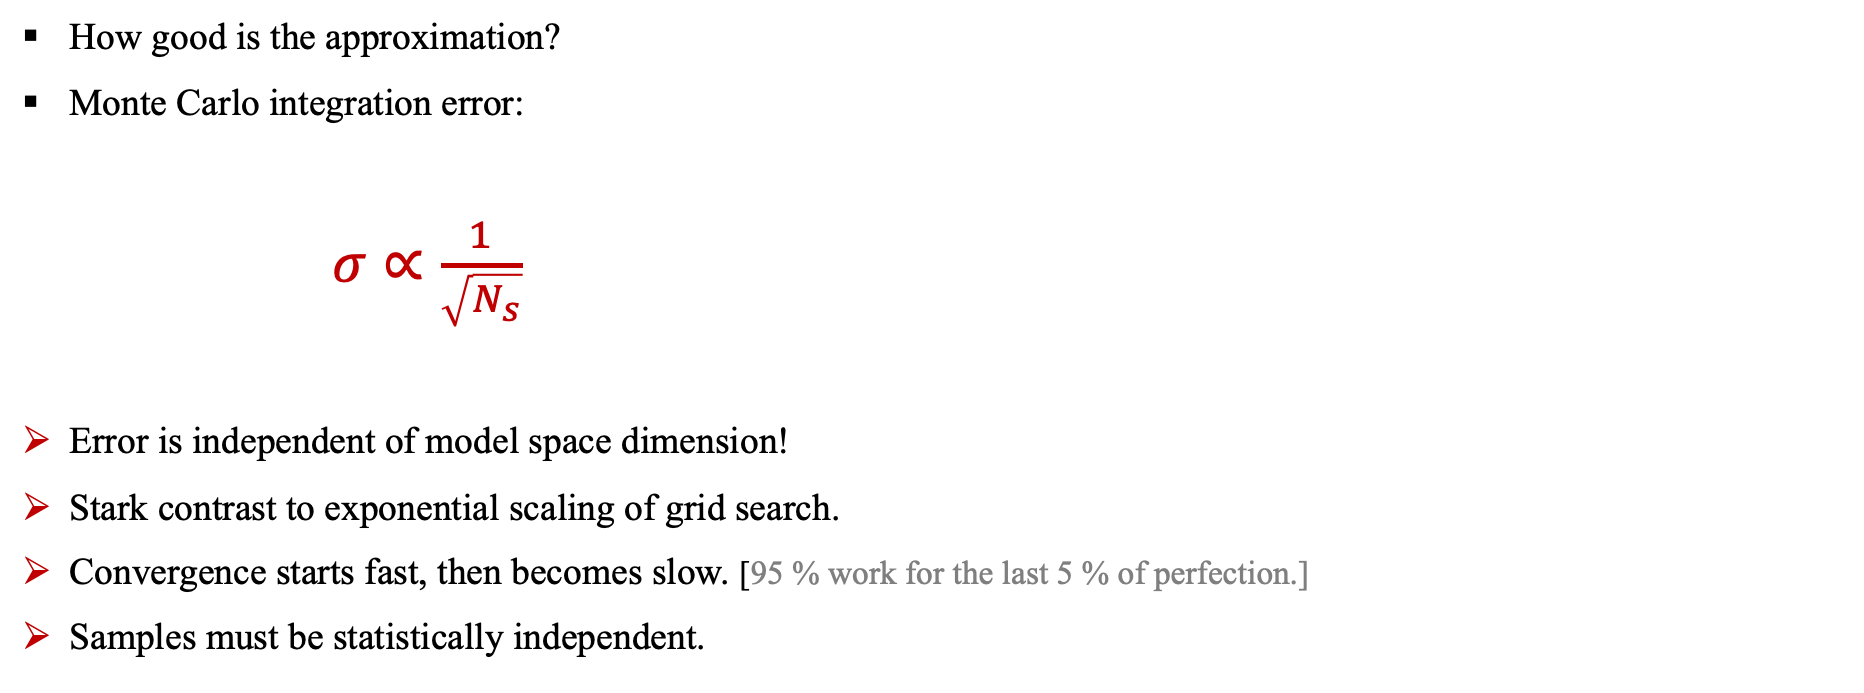 ▪ How good is the approximation?
▪ Monte Carlo integration error:
σ ∝ 1/√N_s
➢ Error is independent of model space dimension!
➢ Stark contrast to exponential scaling of grid search.
➢ Convergence starts fast, then becomes slow. [95 % work for the last 5 % of perfection.]
➢ Samples must be statistically independent.